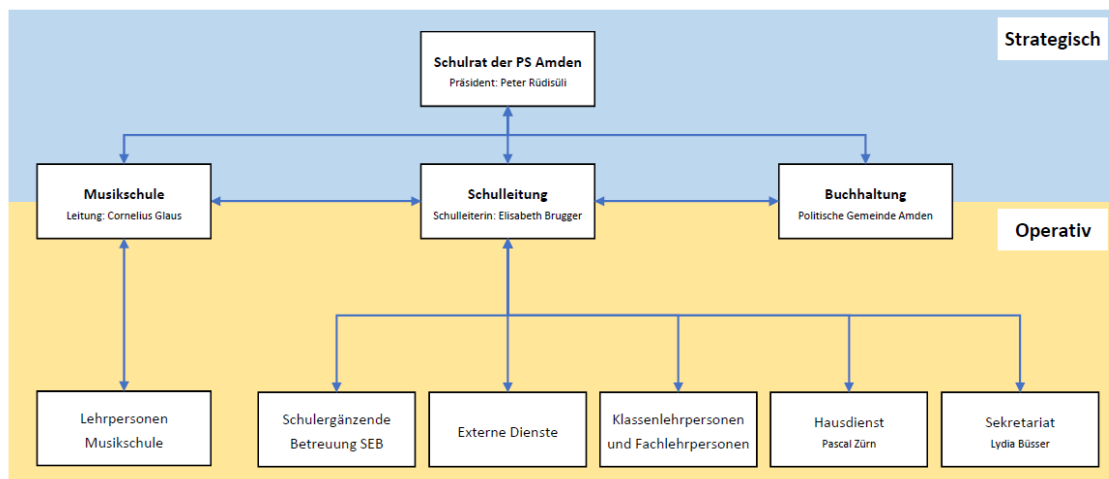 Strategisch
Schulrat der PS Amden
Präsident: Peter Rüdisüli
Musikschule
Leitung: Cornelius Glaus
Schulleitung
Schulleiterin: Elisabeth Brugger
Buchhaltung
Politische Gemeinde Amden
Operativ
Lehrpersonen
Musikschule
Schulergänzende
Betreuung SEB
Externe Dienste
Klassenlehrpersonen
und Fachlehrpersonen
Hausdienst
Pascal Zürn
Sekretariat
Lydia Büsser